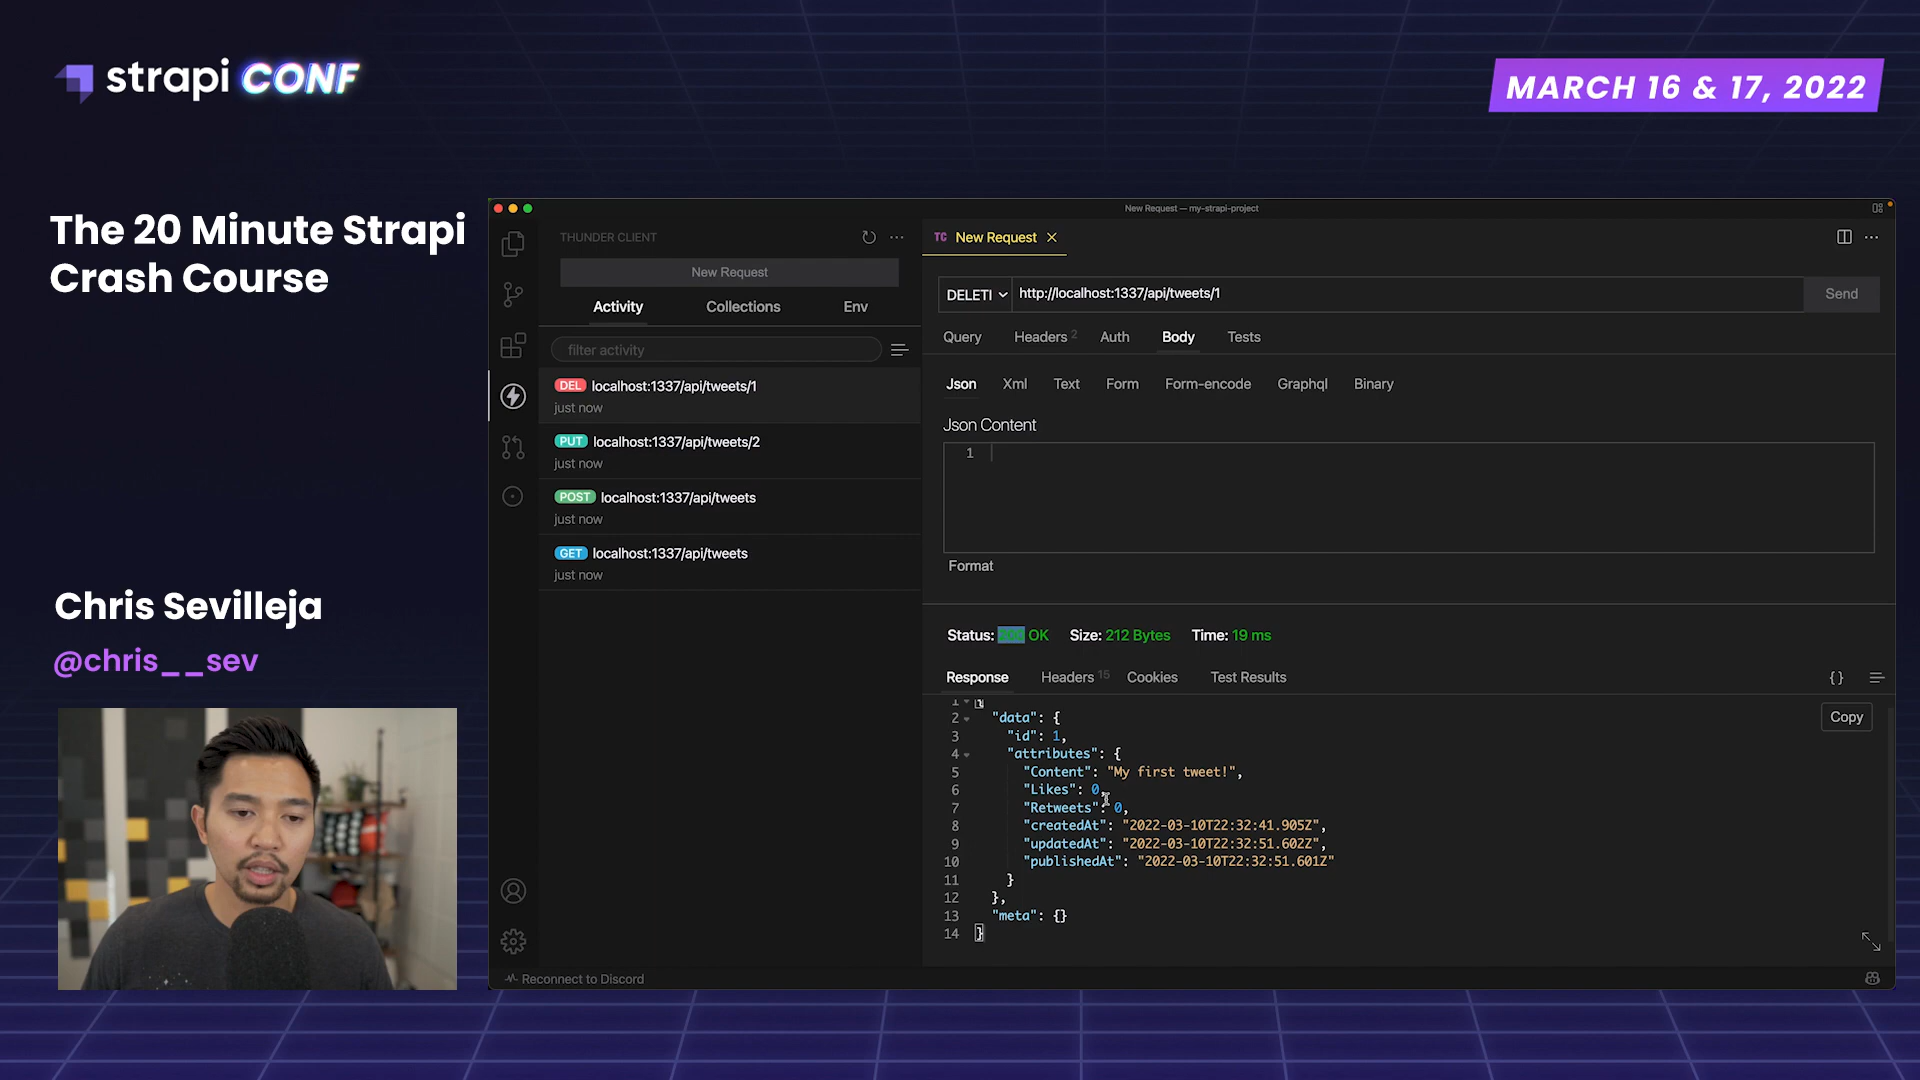 strapi CONF
MARCH 16 & 17, 2022
The 20 Minute Strapi
Crash Course
Chris Sevilleja
@chris__sev
New Request — my-strapi-project
THUNDER CLIENT
New Request
Activity
Collections
Env
filter activity
DEL localhost:1337/api/tweets/1
just now
PUT localhost:1337/api/tweets/2
just now
POST localhost:1337/api/tweets
just now
GET localhost:1337/api/tweets
just now
Reconnect to Discord
TC New Request
DELETI http://localhost:1337/api/tweets/1 Send
Query Headers 2 Auth Body Tests
Json Xml Text Form Form-encode Graphql Binary
Json Content
1
Format
Status: 200 OK Size: 212 Bytes Time: 19 ms
Response Headers 15 Cookies Test Results
{}
Copy
1 {
2 "data": {
3 "id": 1,
4 "attributes": {
5 "Content": "My first tweet!",
6 "Likes": 0,
7 "Retweets": 0,
8 "createdAt": "2022-03-10T22:32:41.905Z",
9 "updatedAt": "2022-03-10T22:32:51.602Z",
10 "publishedAt": "2022-03-10T22:32:51.601Z"
11 }
12 },
13 "meta": {}
14 }